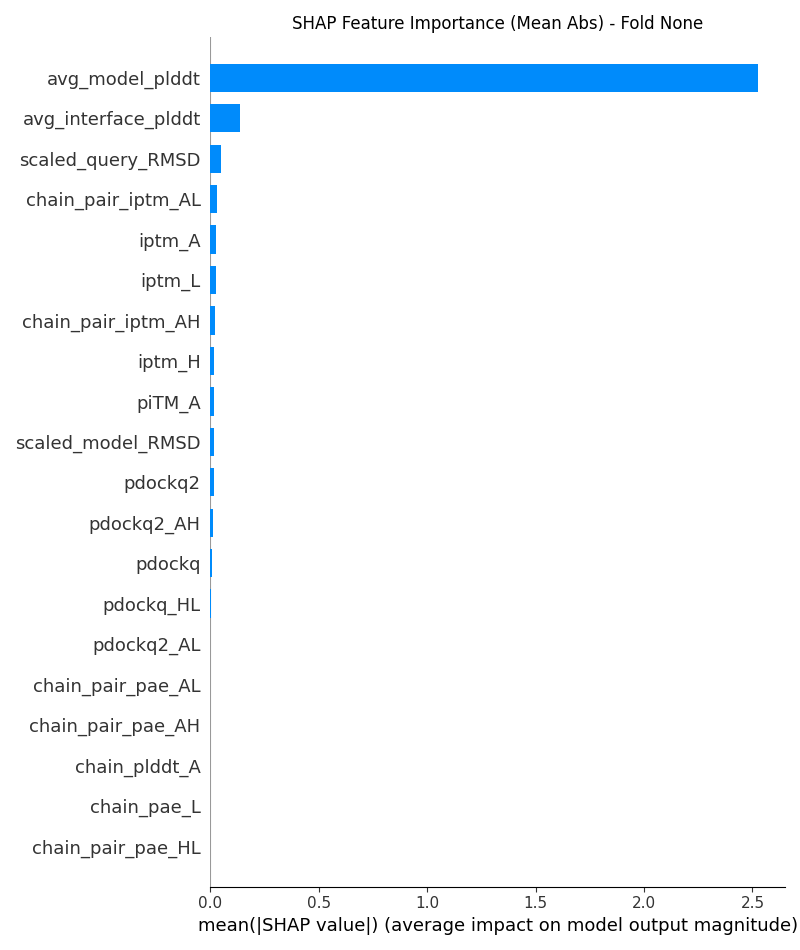 SHAP Feature Importance (Mean Abs) - Fold None
avg_model_plddt
avg_interface_plddt
scaled_query_RMSD
chain_pair_iptm_AL
iptm_A
iptm_L
chain_pair_iptm_AH
iptm_H
piTM_A
scaled_model_RMSD
pdockq2
pdockq2_AH
pdockq
pdockq_HL
pdockq2_AL
chain_pair_pae_AL
chain_pair_pae_AH
chain_plddt_A
chain_pae_L
chain_pair_pae_HL
0.0 0.5 1.0 1.5 2.0 2.5
mean(|SHAP value|) (average impact on model output magnitude)